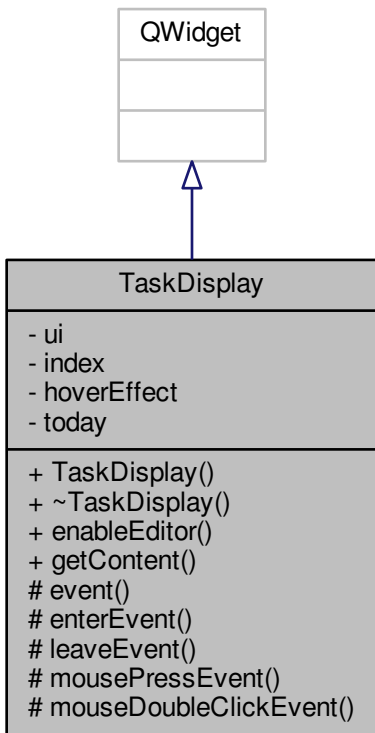 QWidget
TaskDisplay
- ui
- index
- hoverEffect
- today
+ TaskDisplay()
+ ~TaskDisplay()
+ enableEditor()
+ getContent()
# event()
# enterEvent()
# leaveEvent()
# mousePressEvent()
# mouseDoubleClickEvent()